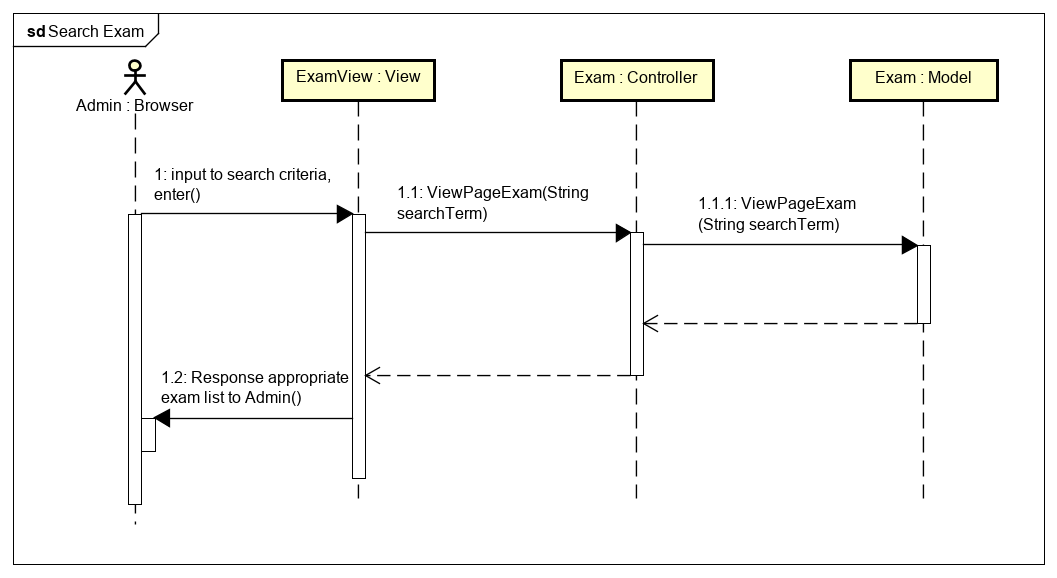 sd Search Exam
Admin : Browser
ExamView : View
Exam : Controller
Exam : Model
1: input to search criteria,
enter()
1.1: ViewPageExam(String
searchTerm)
1.1.1: ViewPageExam
(String searchTerm)
1.2: Response appropriate
exam list to Admin()